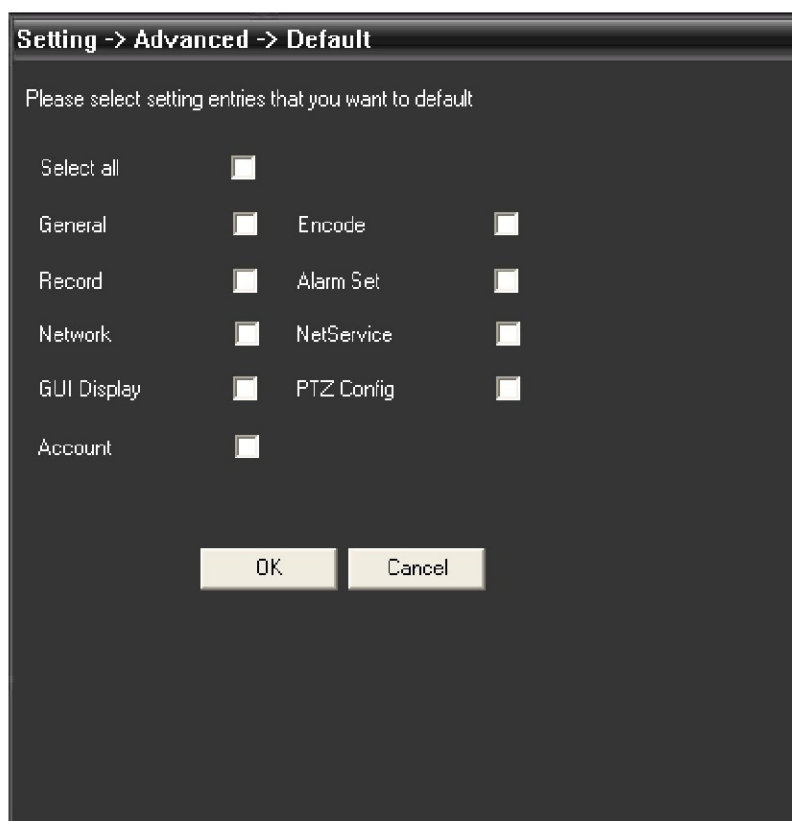 Setting -> Advanced -> Default
Please select setting entries that you want to default
Select all
General Encode
Record Alarm Set
Network NetService
GUI Display PTZ Config
Account
OK Cancel